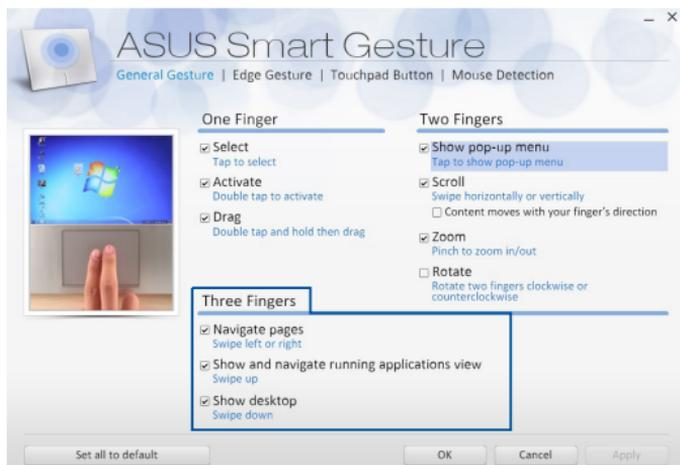 ASUS Smart Gesture
General Gesture | Edge Gesture | Touchpad Button | Mouse Detection
One Finger
Select
Tap to select
Activate
Double tap to activate
Drag
Double tap and hold then drag
Two Fingers
Show pop-up menu
Tap to show pop-up menu
Scroll
Swipe horizontally or vertically
Content moves with your finger's direction
Zoom
Pinch to zoom in/out
Rotate
Rotate two fingers clockwise or
counterclockwise
Three Fingers
Navigate pages
Swipe left or right
Show and navigate running applications view
Swipe up
Show desktop
Swipe down
Set all to default
OK
Cancel
Apply